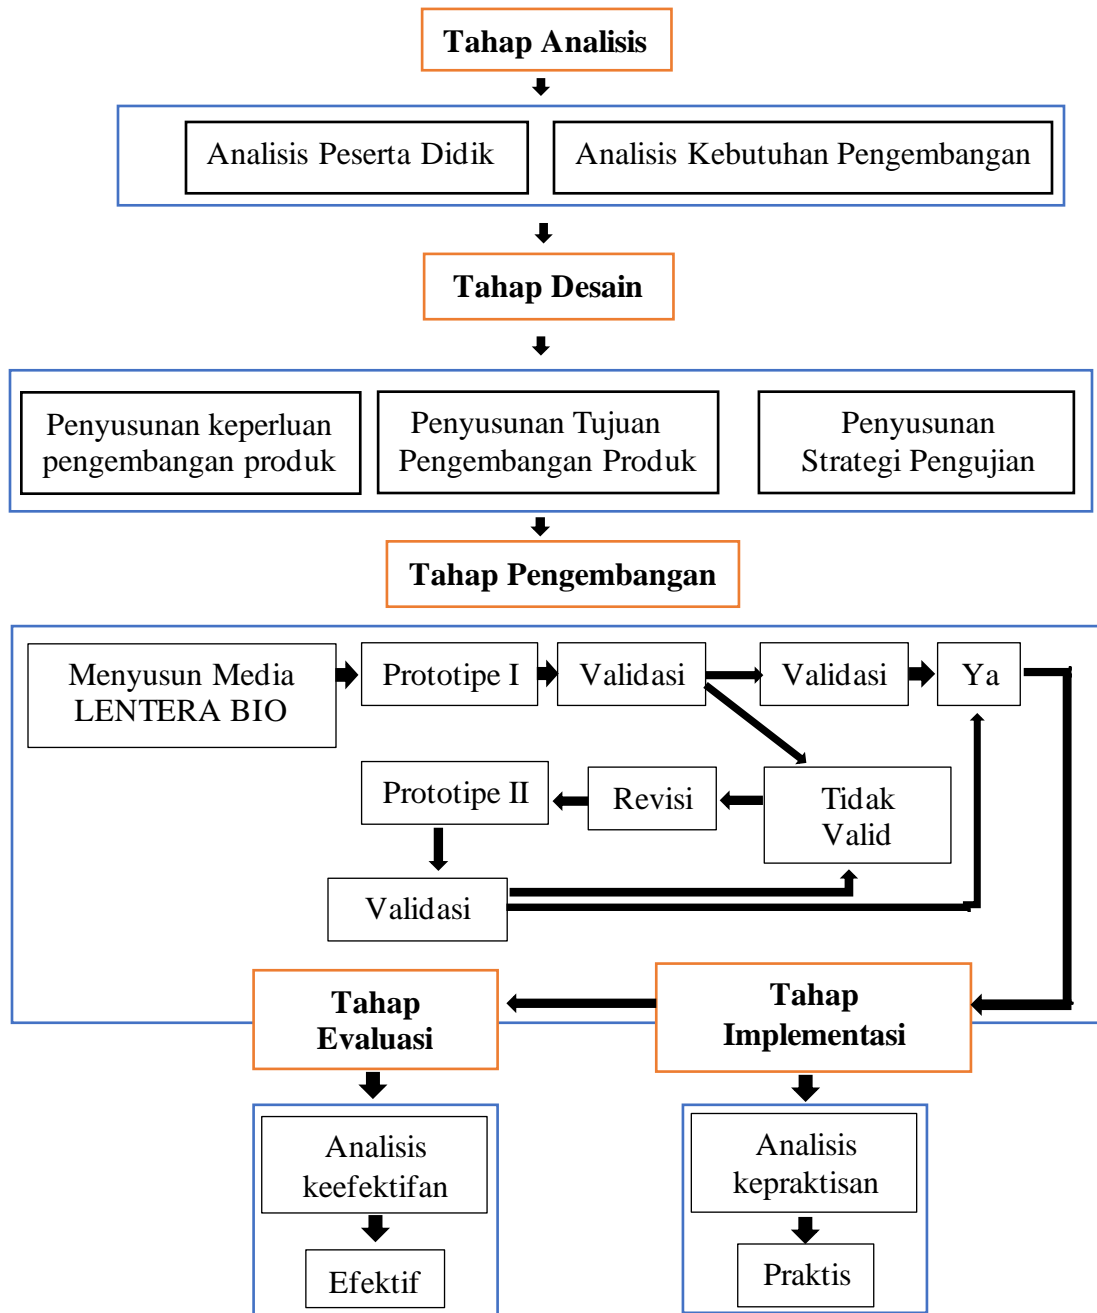 Tahap Analisis
Analisis Peserta Didik
Analisis Kebutuhan Pengembangan
Tahap Desain
Penyusunan keperluan
pengembangan produk
Penyusunan Tujuan
Pengembangan Produk
Penyusunan
Strategi Pengujian
Tahap Pengembangan
Menyusun Media
LENTERA BIO
Prototipe I
Validasi
Validasi
Ya
Prototipe II
Revisi
Tidak
Valid
Validasi
Tahap
Evaluasi
Tahap
Implementasi
Analisis
keefektifan
Efektif
Analisis
kepraktisan
Praktis